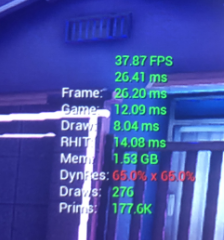 37.87 FPS
26.41 ms
Frame: 26.20 ms
Game: 12.09 ms
Draw: 8.04 ms
RHIT: 14.08 ms
Mem: 1.53 GB
DynRes: 65.0% x 65.0%
Draws: 276
Prims: 177.6K